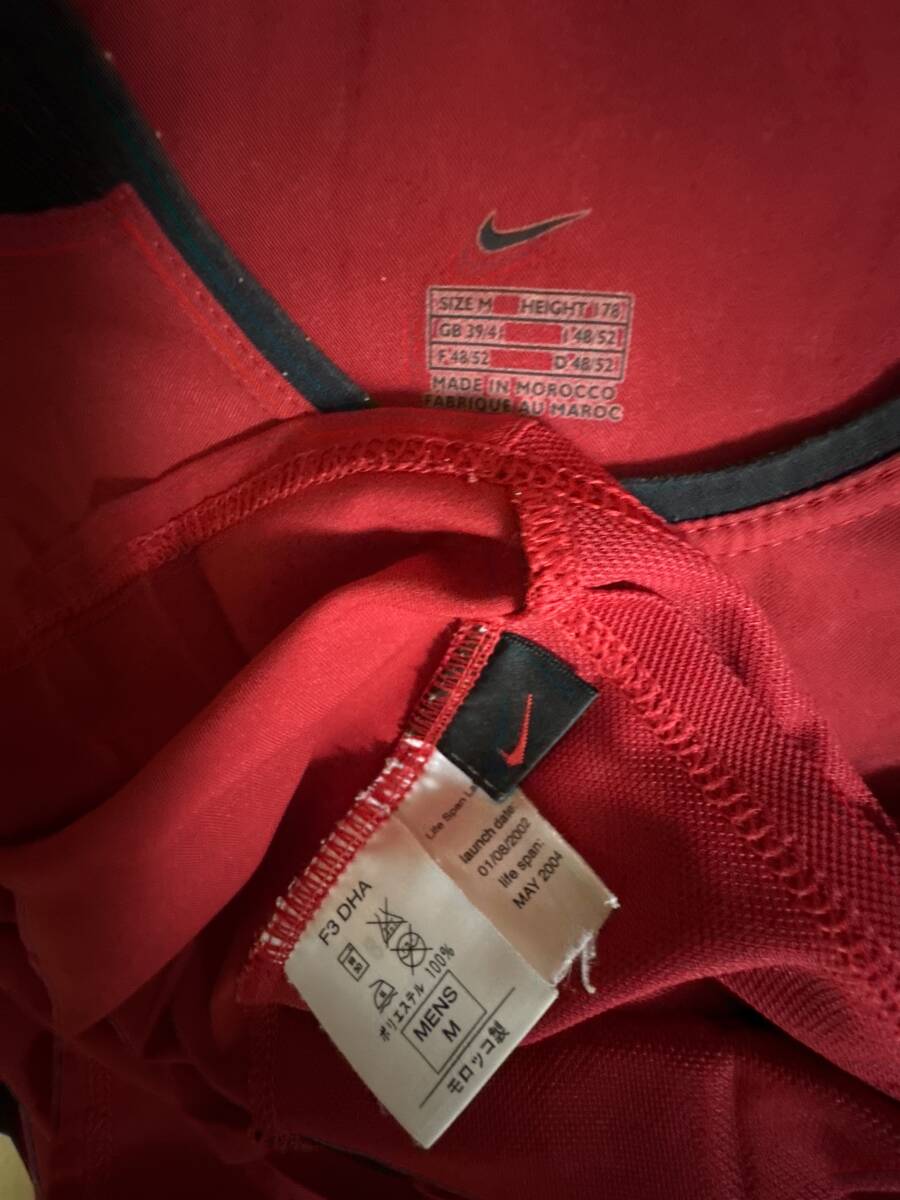 SIZE M HEIGHT 178
GB 39/41 I 48/52
F 48/52 D 48/52
MADE IN MOROCCO
FABRIQUE AU MAROC
Life Span
launch date:
01/08/2002
life span:
MAY 2004
F3 DHA
ポリエステル 100%
MENS
M
モロッコ製